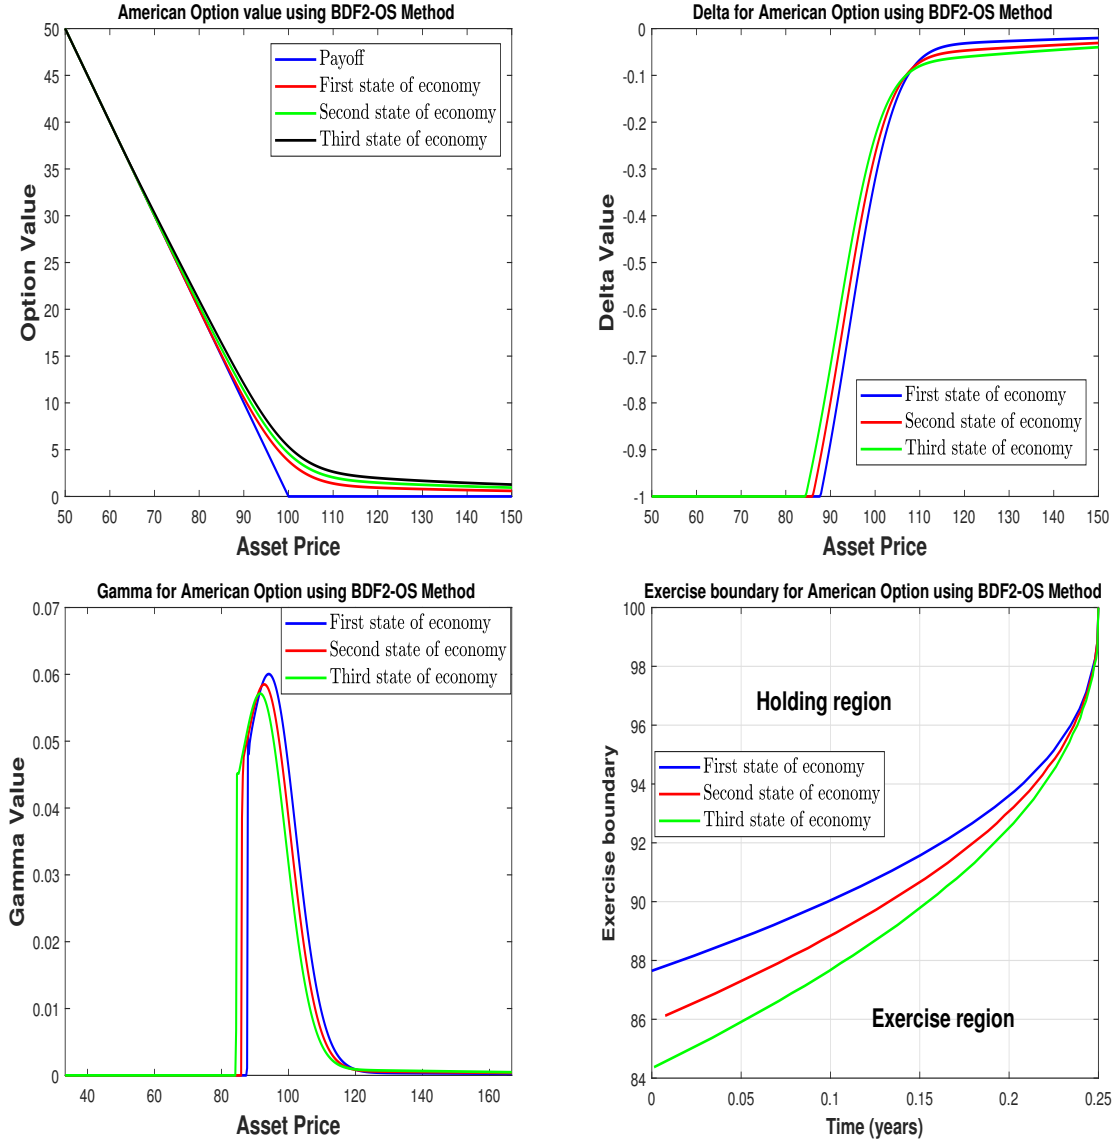 American Option value using BDF2-OS Method
50
45
40
35
30
25
20
15
10
5
0
Option Value
Payoff
First state of economy
Second state of economy
Third state of economy
50 60 70 80 90 100 110 120 130 140 150
Asset Price
Delta for American Option using BDF2-OS Method
0
-0.1
-0.2
-0.3
-0.4
-0.5
-0.6
-0.7
-0.8
-0.9
-1
Delta Value
First state of economy
Second state of economy
Third state of economy
50 60 70 80 90 100 110 120 130 140 150
Asset Price
Gamma for American Option using BDF2-OS Method
0.07
0.06
0.05
0.04
0.03
0.02
0.01
0
Gamma Value
First state of economy
Second state of economy
Third state of economy
40 60 80 100 120 140 160
Asset Price
Exercise boundary for American Option using BDF2-OS Method
100
98
96
94
92
90
88
86
84
Exercise boundary
Holding region
First state of economy
Second state of economy
Third state of economy
Exercise region
0 0.05 0.1 0.15 0.2 0.25
Time (years)